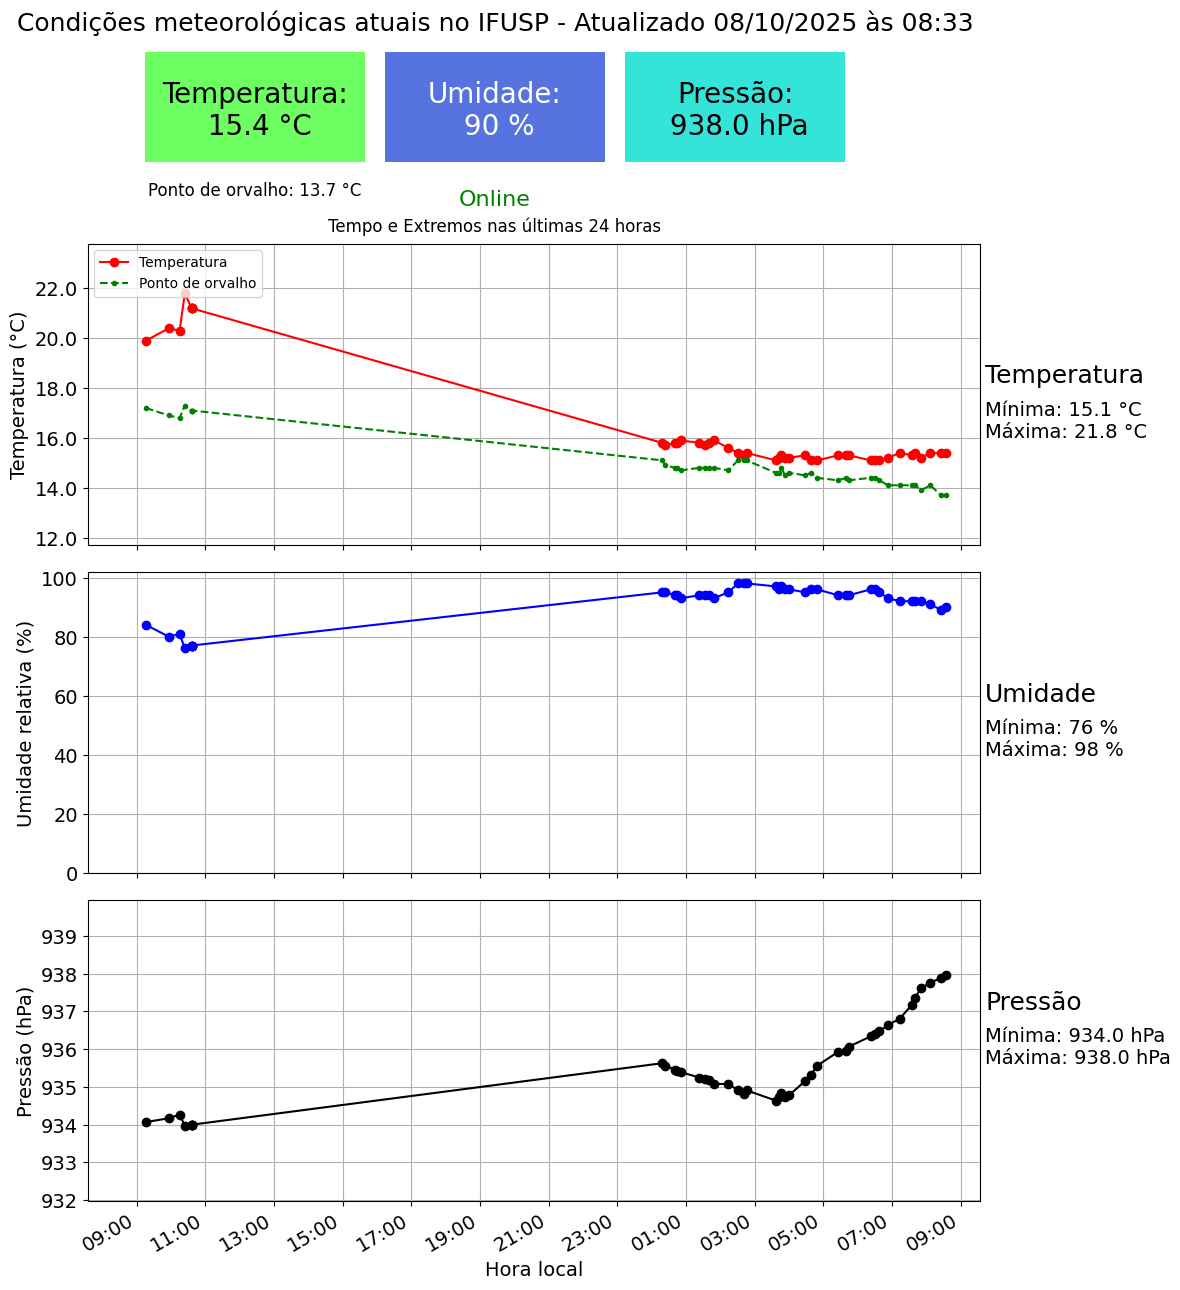 Condições meteorológicas atuais no IFUSP - Atualizado 08/10/2025 às 08:33
Temperatura:
15.4 °C
Umidade:
90 %
Pressão:
938.0 hPa
Ponto de orvalho: 13.7 °C
Online
Tempo e Extremos nas últimas 24 horas
Temperatura
Ponto de orvalho
Temperatura (°C)
22.0
20.0
18.0
16.0
14.0
12.0
Temperatura
Mínima: 15.1 °C
Máxima: 21.8 °C
Umidade relativa (%)
100
80
60
40
20
0
Umidade
Mínima: 76 %
Máxima: 98 %
Pressão (hPa)
939
938
937
936
935
934
933
932
Pressão
Mínima: 934.0 hPa
Máxima: 938.0 hPa
09:00
11:00
13:00
15:00
17:00
19:00
21:00
23:00
01:00
03:00
05:00
07:00
09:00
Hora local